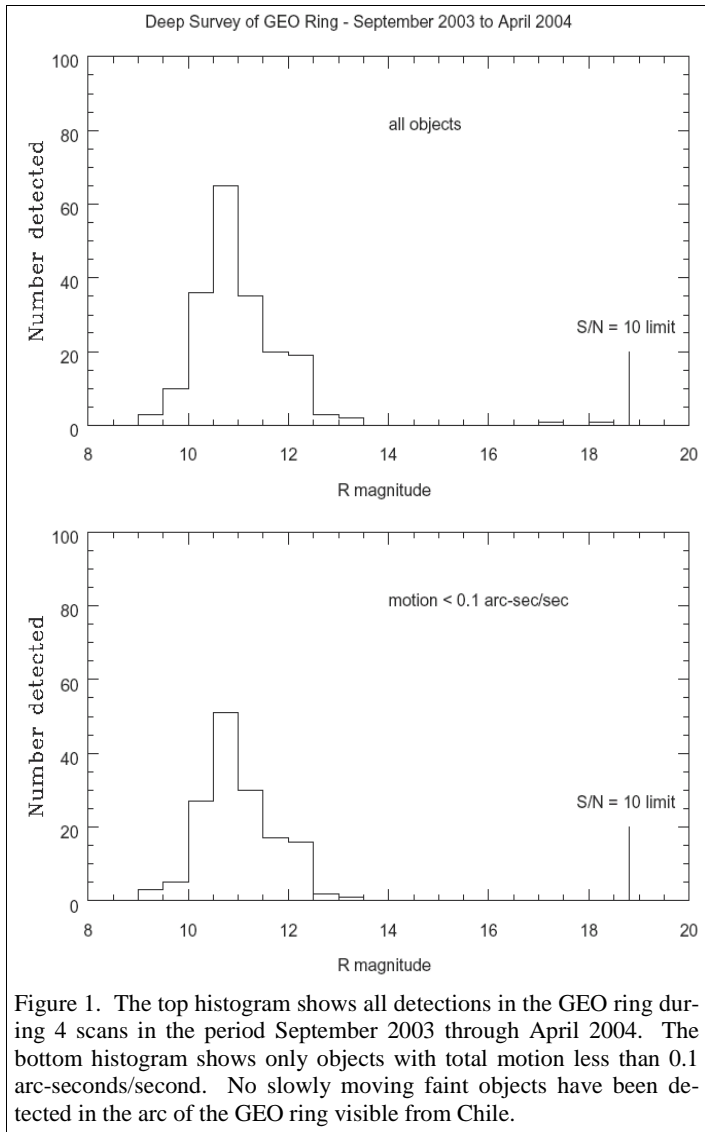 Deep Survey of GEO Ring - September 2003 to April 2004
100
80
60
40
20
0
Number detected
all objects
S/N = 10 limit
8 10 12 14 16 18 20
R magnitude
100
80
60
40
20
0
Number detected
motion < 0.1 arc-sec/sec
S/N = 10 limit
8 10 12 14 16 18 20
R magnitude
Figure 1. The top histogram shows all detections in the GEO ring dur-
ing 4 scans in the period September 2003 through April 2004. The
bottom histogram shows only objects with total motion less than 0.1
arc-seconds/second. No slowly moving faint objects have been de-
tected in the arc of the GEO ring visible from Chile.